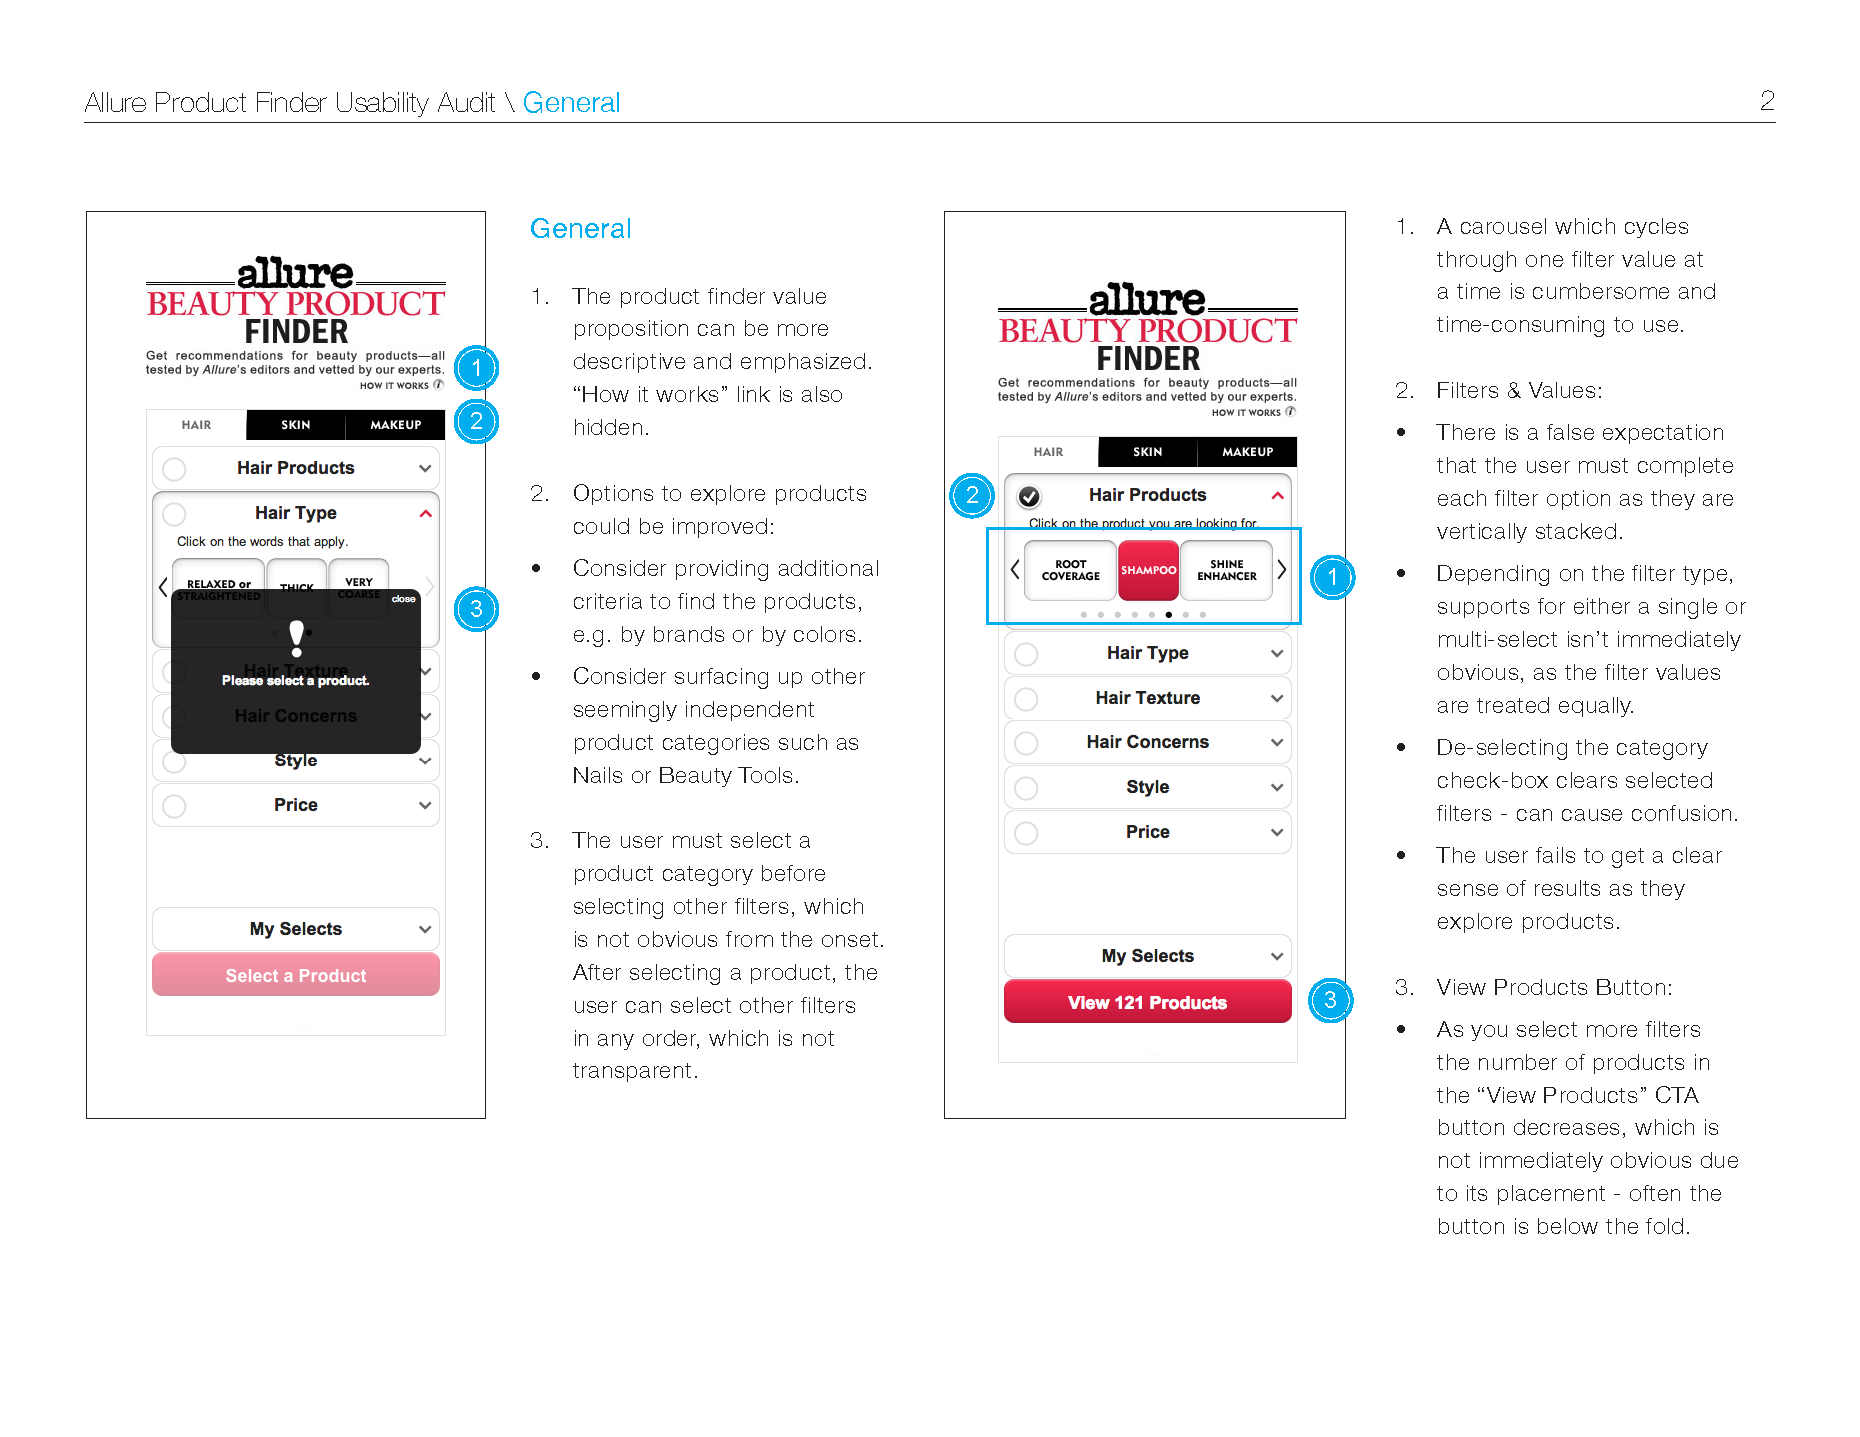 Allure Product Finder Usability Audit \ General
2
allure
BEAUTY PRODUCT
FINDER
Get recommendations for beauty products—all
tested by Allure's editors and vetted by our experts.
HOW IT WORKS i
HAIR SKIN MAKEUP
Hair Products
Hair Type
Click on the words that apply.
RELAXED or
STRAIGHTENED
THICK
VERY
COARSE
close
!
Hair Texture
Please select a product.
Hair Concerns
Style
Price
My Selects
Select a Product
1
2
3
General
1. The product finder value
proposition can be more
descriptive and emphasized.
“How it works” link is also
hidden.
2. Options to explore products
could be improved:
• Consider providing additional
criteria to find the products,
e.g. by brands or by colors.
• Consider surfacing up other
seemingly independent
product categories such as
Nails or Beauty Tools.
3. The user must select a
product category before
selecting other filters, which
is not obvious from the onset.
After selecting a product, the
user can select other filters
in any order, which is not
transparent.
allure
BEAUTY PRODUCT
FINDER
Get recommendations for beauty products—all
tested by Allure's editors and vetted by our experts.
HOW IT WORKS i
HAIR SKIN MAKEUP
2
Hair Products
Click on the product you are looking for.
ROOT
COVERAGE
SHAMPOO
SHINE
ENHANCER
1
Hair Type
Hair Texture
Hair Concerns
Style
Price
My Selects
View 121 Products
3
1. A carousel which cycles
through one filter value at
a time is cumbersome and
time-consuming to use.
2. Filters & Values:
• There is a false expectation
that the user must complete
each filter option as they are
vertically stacked.
• Depending on the filter type,
supports for either a single or
multi-select isn’t immediately
obvious, as the filter values
are treated equally.
• De-selecting the category
check-box clears selected
filters - can cause confusion.
• The user fails to get a clear
sense of results as they
explore products.
3. View Products Button:
• As you select more filters
the number of products in
the “View Products” CTA
button decreases, which is
not immediately obvious due
to its placement - often the
button is below the fold.